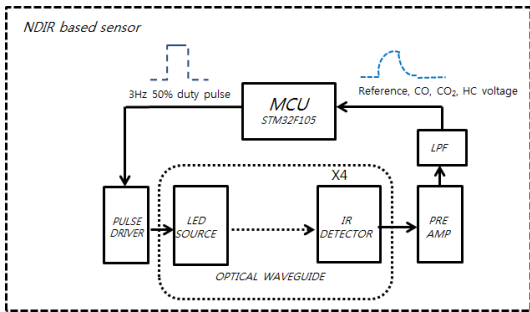 NDIR based sensor
3Hz 50% duty pulse
MCU
STM32F105
Reference, CO, CO₂, HC voltage
LPF
X4
PULSE
DRIVER
LED
SOURCE
IR
DETECTOR
PRE
AMP
OPTICAL WAVEGUIDE